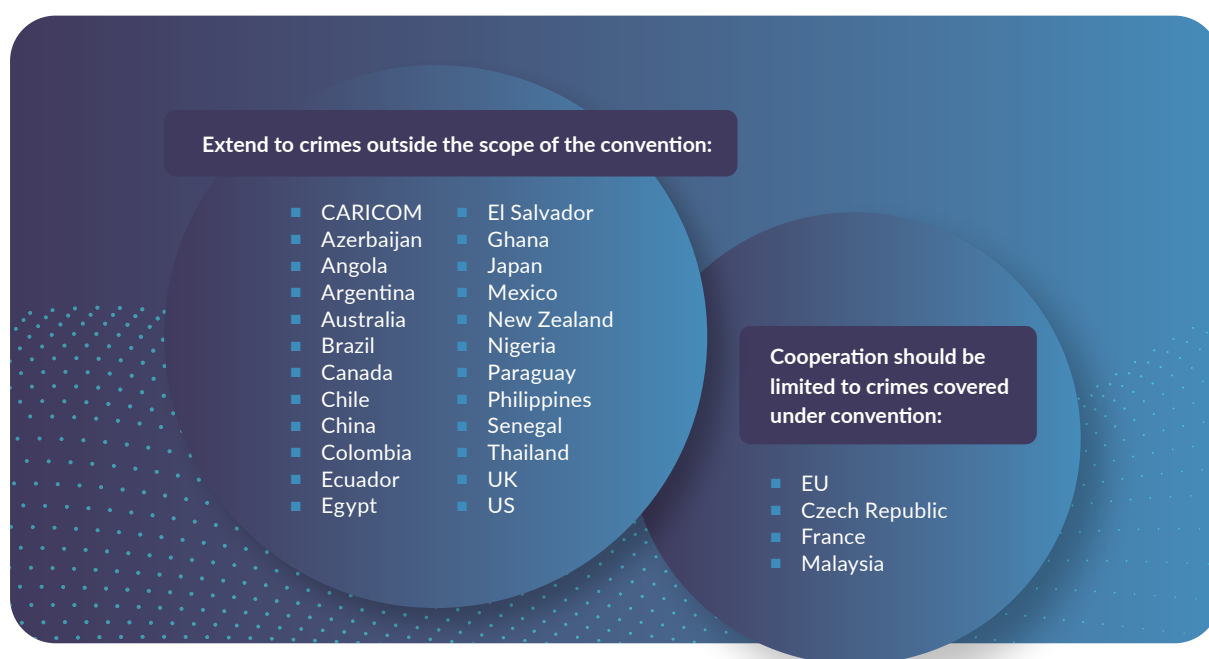 Extend to crimes outside the scope of the convention:
CARICOM
Azerbaijan
Angola
Argentina
Australia
Brazil
Canada
Chile
China
Colombia
Ecuador
Egypt
El Salvador
Ghana
Japan
Mexico
New Zealand
Nigeria
Paraguay
Philippines
Senegal
Thailand
UK
US
Cooperation should be
limited to crimes covered
under convention:
EU
Czech Republic
France
Malaysia